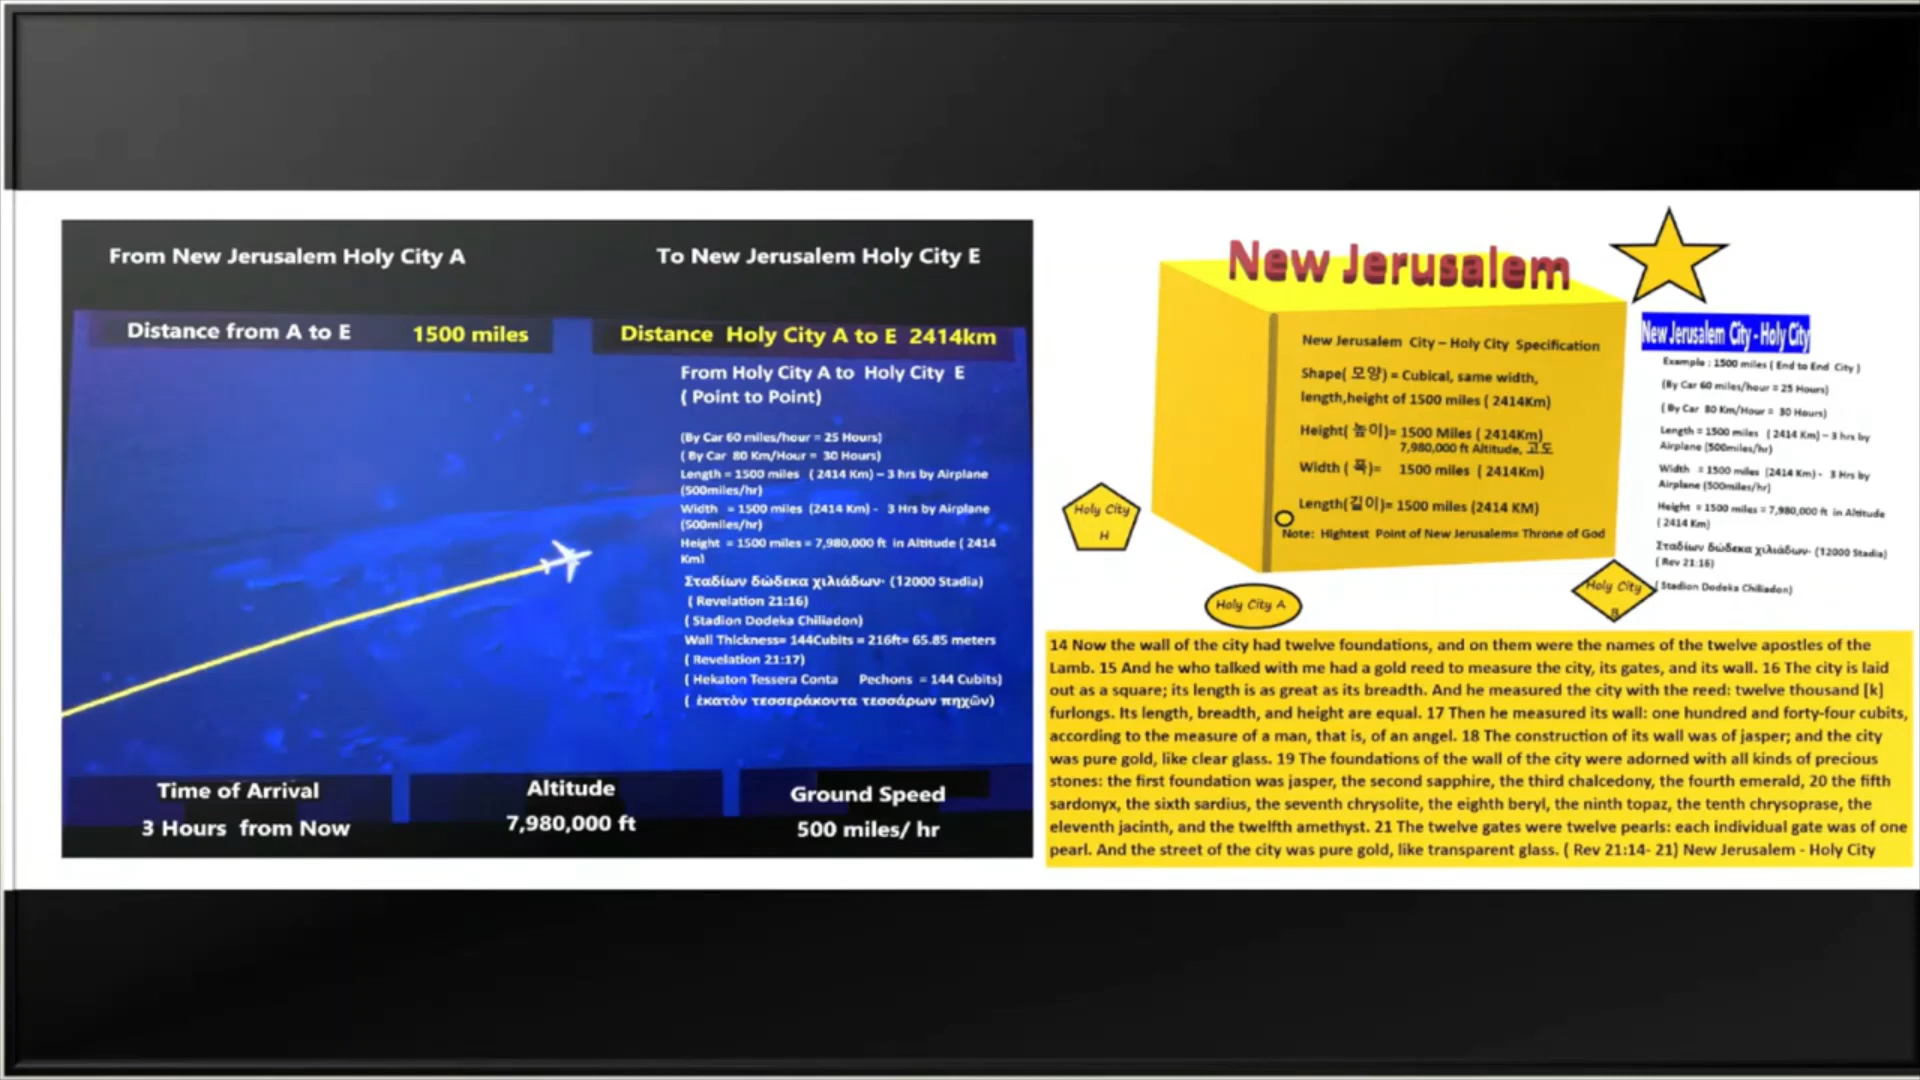 From New Jerusalem Holy City A
To New Jerusalem Holy City E
Distance from A to E 1500 miles
Distance Holy City A to E 2414km
From Holy City A to Holy City E
( Point to Point)
(By Car 60 miles/hour = 25 Hours)
( By Car 80 Km/Hour = 30 Hours)
Length = 1500 miles ( 2414 Km) – 3 hrs by Airplane
(500miles/hr)
Width = 1500 miles (2414 Km) - 3 Hrs by Airplane
(500miles/hr)
Height = 1500 miles = 7,980,000 ft in Altitude ( 2414
Km)
Σταδίων δώδεκα χιλιάδων· (12000 Stadia)
( Revelation 21:16)
( Stadion Dodeka Chiliadon)
Wall Thickness= 144Cubits = 216ft= 65.85 meters
( Revelation 21:17)
( Hekaton Tessera Conta Pechons = 144 Cubits)
( ἑκατὸν τεσσεράκοντα τεσσάρων πηχῶν)
Time of Arrival
3 Hours from Now
Altitude
7,980,000 ft
Ground Speed
500 miles/ hr
New Jerusalem
New Jerusalem City – Holy City Specification
Shape( 모양) = Cubical, same width,
length,height of 1500 miles ( 2414Km)
Height( 높이)= 1500 Miles ( 2414Km)
7,980,000 ft Altitude, 고도
Width ( 폭)= 1500 miles ( 2414Km)
Length(길이)= 1500 miles (2414 KM)
Note: Hightest Point of New Jerusalem= Throne of God
Holy City
H
Holy City A
Holy City
B
New Jerusalem City - Holy City
Example : 1500 miles ( End to End City )
(By Car 60 miles/hour = 25 Hours)
( By Car 80 Km/Hour = 30 Hours)
Length = 1500 miles ( 2414 Km) – 3 hrs by
Airplane (500miles/hr)
Width = 1500 miles (2414 Km) - 3 Hrs by
Airplane (500miles/hr)
Height = 1500 miles = 7,980,000 ft in Altitude
( 2414 Km)
Σταδίων δώδεκα χιλιάδων· (12000 Stadia)
( Rev 21:16)
( Stadion Dodeka Chiliadon)
14 Now the wall of the city had twelve foundations, and on them were the names of the twelve apostles of the
Lamb. 15 And he who talked with me had a gold reed to measure the city, its gates, and its wall. 16 The city is laid
out as a square; its length is as great as its breadth. And he measured the city with the reed: twelve thousand [k]
furlongs. Its length, breadth, and height are equal. 17 Then he measured its wall: one hundred and forty-four cubits,
according to the measure of a man, that is, of an angel. 18 The construction of its wall was of jasper; and the city
was pure gold, like clear glass. 19 The foundations of the wall of the city were adorned with all kinds of precious
stones: the first foundation was jasper, the second sapphire, the third chalcedony, the fourth emerald, 20 the fifth
sardonyx, the sixth sardius, the seventh chrysolite, the eighth beryl, the ninth topaz, the tenth chrysoprase, the
eleventh jacinth, and the twelfth amethyst. 21 The twelve gates were twelve pearls: each individual gate was of one
pearl. And the street of the city was pure gold, like transparent glass. ( Rev 21:14- 21) New Jerusalem - Holy City